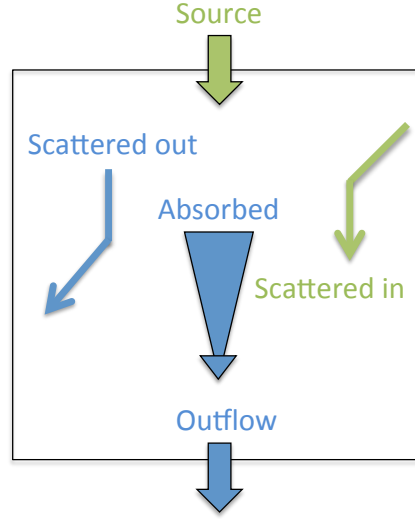 Source
Scattered out
Absorbed
Scattered in
Outflow